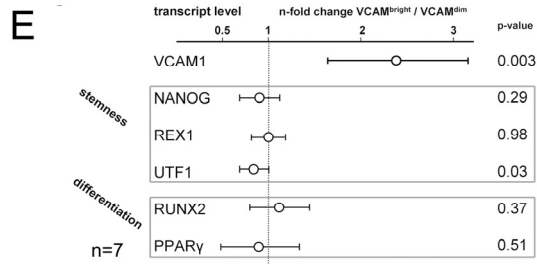 E
transcript level n-fold change VCAMbright / VCAMdim p-value
0.5 1 2 3
VCAM1 0.003
stemness
NANOG 0.29
REX1 0.98
UTF1 0.03
differentiation
RUNX2 0.37
PPARγ 0.51
n=7